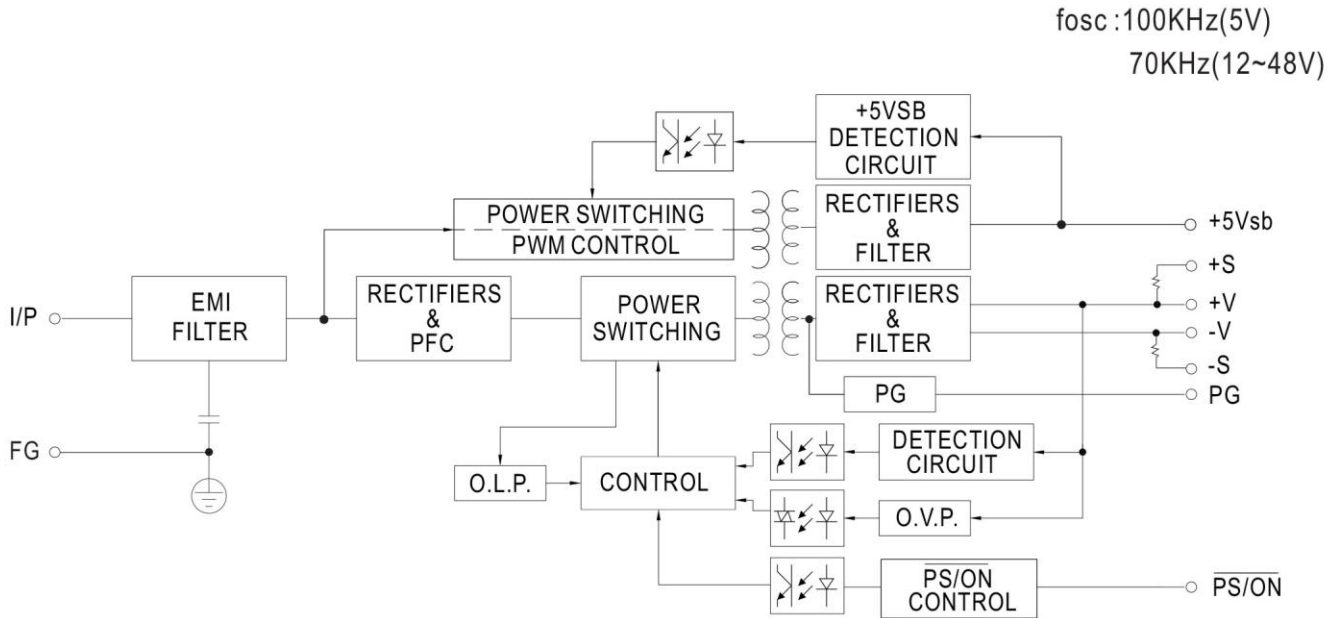 fosc :100KHz(5V)
70KHz(12~48V)
+5VSB
DETECTION
CIRCUIT
POWER SWITCHING
PWM CONTROL
RECTIFIERS
&
FILTER
+5Vsb
I/P
EMI
FILTER
RECTIFIERS
&
PFC
POWER
SWITCHING
RECTIFIERS
&
FILTER
+S
+V
-V
-S
PG
PG
FG
O.L.P.
CONTROL
DETECTION
CIRCUIT
O.V.P.
PS/ON
CONTROL
PS/ON